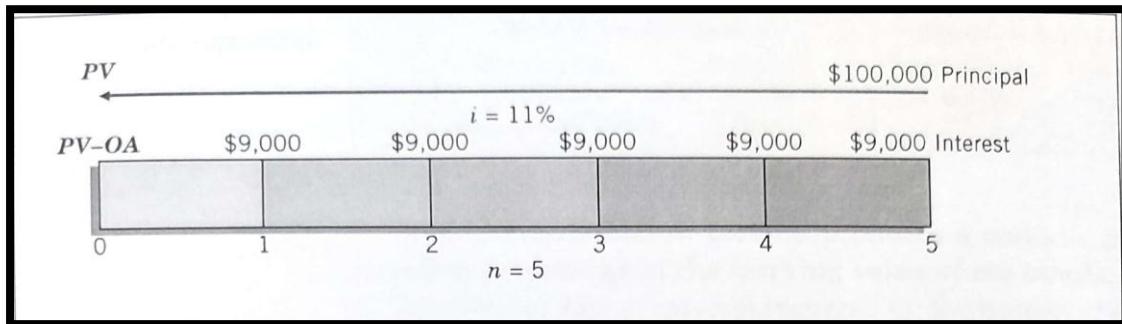 PV $100,000 Principal
i = 11%
PV–OA $9,000 $9,000 $9,000 $9,000 $9,000 Interest
0 1 2 3 4 5
n = 5